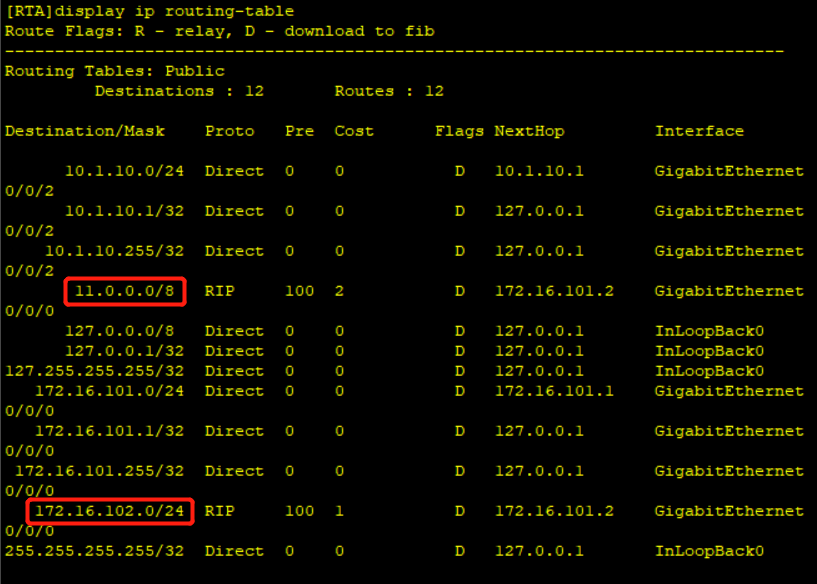 [RTA]display ip routing-table
Route Flags: R - relay, D - download to fib
------------------------------------------------------------------------------
Routing Tables: Public
         Destinations : 12       Routes : 12

Destination/Mask    Proto   Pre  Cost      Flags NextHop         Interface

      10.1.10.0/24  Direct  0    0           D   10.1.10.1       GigabitEthernet
0/0/2
      10.1.10.1/32  Direct  0    0           D   127.0.0.1       GigabitEthernet
0/0/2
    10.1.10.255/32  Direct  0    0           D   127.0.0.1       GigabitEthernet
0/0/2
       11.0.0.0/8   RIP     100  2           D   172.16.101.2    GigabitEthernet
0/0/0
      127.0.0.0/8   Direct  0    0           D   127.0.0.1       InLoopBack0
      127.0.0.1/32  Direct  0    0           D   127.0.0.1       InLoopBack0
127.255.255.255/32  Direct  0    0           D   127.0.0.1       InLoopBack0
   172.16.101.0/24  Direct  0    0           D   172.16.101.1    GigabitEthernet
0/0/0
   172.16.101.1/32  Direct  0    0           D   127.0.0.1       GigabitEthernet
0/0/0
 172.16.101.255/32  Direct  0    0           D   127.0.0.1       GigabitEthernet
0/0/0
   172.16.102.0/24  RIP     100  1           D   172.16.101.2    GigabitEthernet
0/0/0
255.255.255.255/32  Direct  0    0           D   127.0.0.1       InLoopBack0